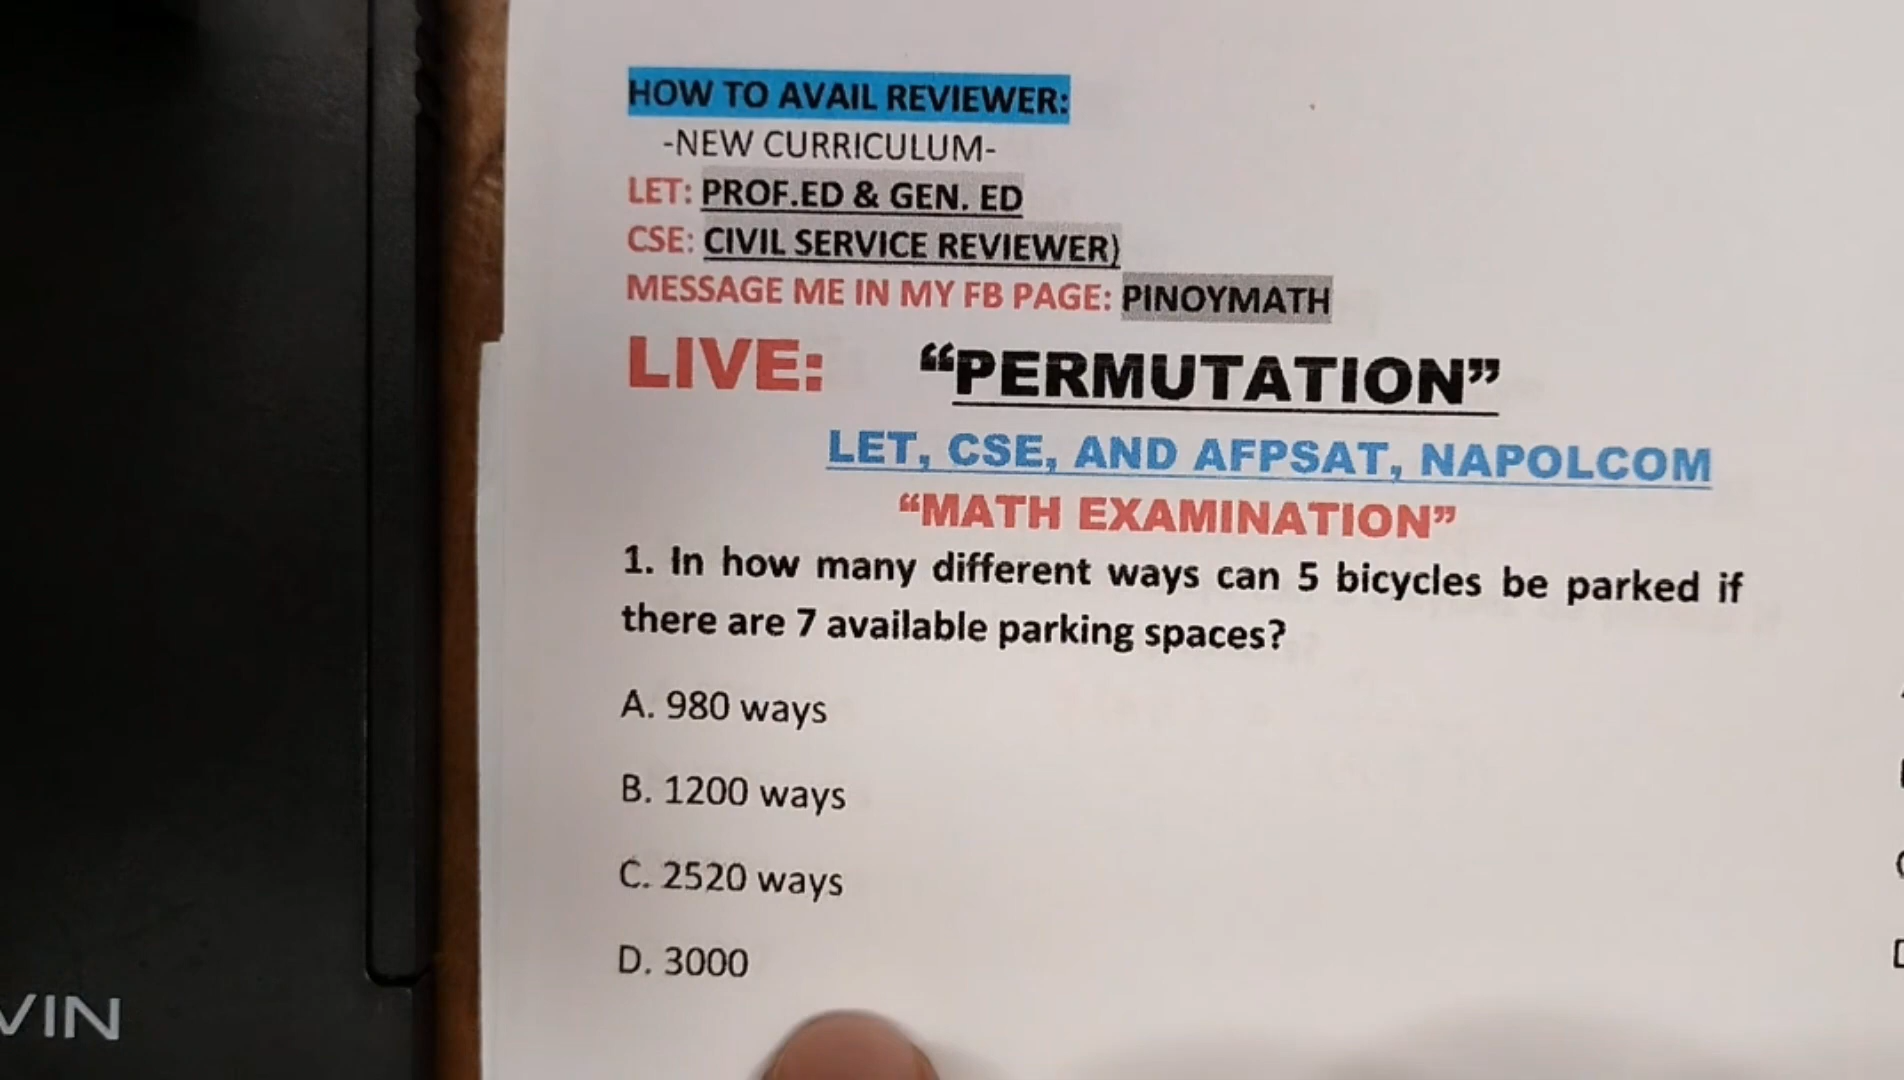 HOW TO AVAIL REVIEWER:
-NEW CURRICULUM-
LET: PROF.ED & GEN. ED
CSE: CIVIL SERVICE REVIEWER)
MESSAGE ME IN MY FB PAGE: PINOYMATH
LIVE: “PERMUTATION”
LET, CSE, AND AFPSAT, NAPOLCOM
“MATH EXAMINATION”
1. In how many different ways can 5 bicycles be parked if
there are 7 available parking spaces?
A. 980 ways
B. 1200 ways
C. 2520 ways
D. 3000
VIN